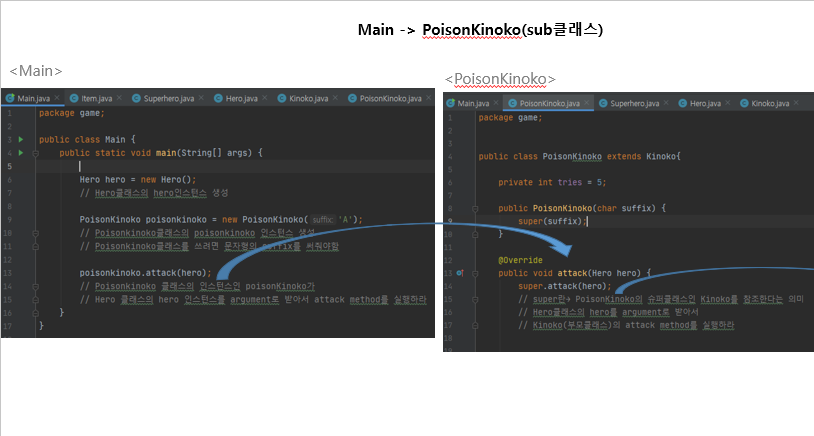 Main -> PoisonKinoko(sub클래스)
<Main>
Main.java Item.java Superhero.java Hero.java Kinoko.java PoisonKinoko.java
1 package game;
2
3 public class Main {
4 public static void main(String[] args) {
5
6 Hero hero = new Hero();
7 // Hero클래스의 hero인스턴스 생성
8
9 PoisonKinoko poisonkinoko = new PoisonKinoko( suffix: 'A');
10 // Poisonkinoko클래스의 poisonkinoko 인스턴스 생성
11 // Poisonkinoko클래스를 쓰려면 문자형의 suffix를 써줘야함
12
13 poisonkinoko.attack(hero);
14 // Poisonkinoko 클래스의 인스턴스인 poisonKinoko가
15 // Hero 클래스의 hero 인스턴스를 argument로 받아서 attack method를 실행하라
16 }
17 }
<PoisonKinoko>
Main.java PoisonKinoko.java Superhero.java Hero.java Kinoko.java
1 package game;
2
3
4 public class PoisonKinoko extends Kinoko{
5
6 private int tries = 5;
7
8 public PoisonKinoko(char suffix) {
9 super(suffix);
10 }
11
12 @Override
13 public void attack(Hero hero) {
14 super.attack(hero);
15 // super란→ PoisonKinoko의 슈퍼클래스인 Kinoko를 참조한다는 의미
16 // Hero클래스의 hero를 argument로 받아서
17 // Kinoko(부모클래스)의 attack method를 실행하라
18
19